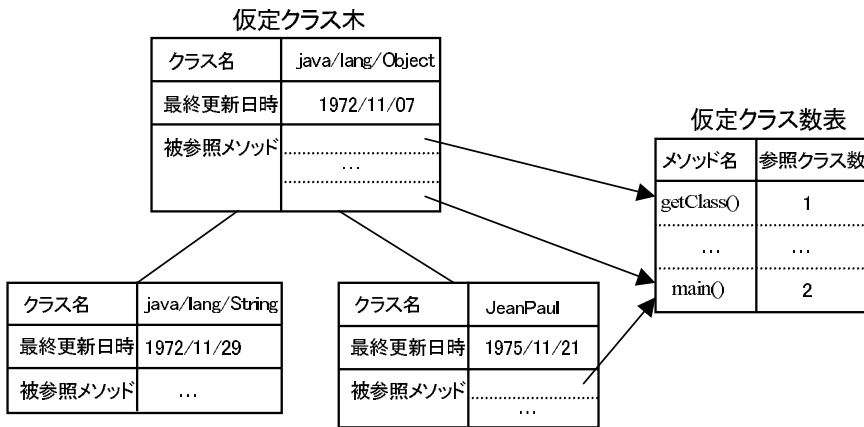 仮定クラス木
クラス名 java/lang/Object
最終更新日時 1972/11/07
被参照メソッド
...
仮定クラス数表
メソッド名 参照クラス数
getClass() 1
... ...
main() 2
クラス名 java/lang/String
最終更新日時 1972/11/29
被参照メソッド ...
クラス名 JeanPaul
最終更新日時 1975/11/21
被参照メソッド
...